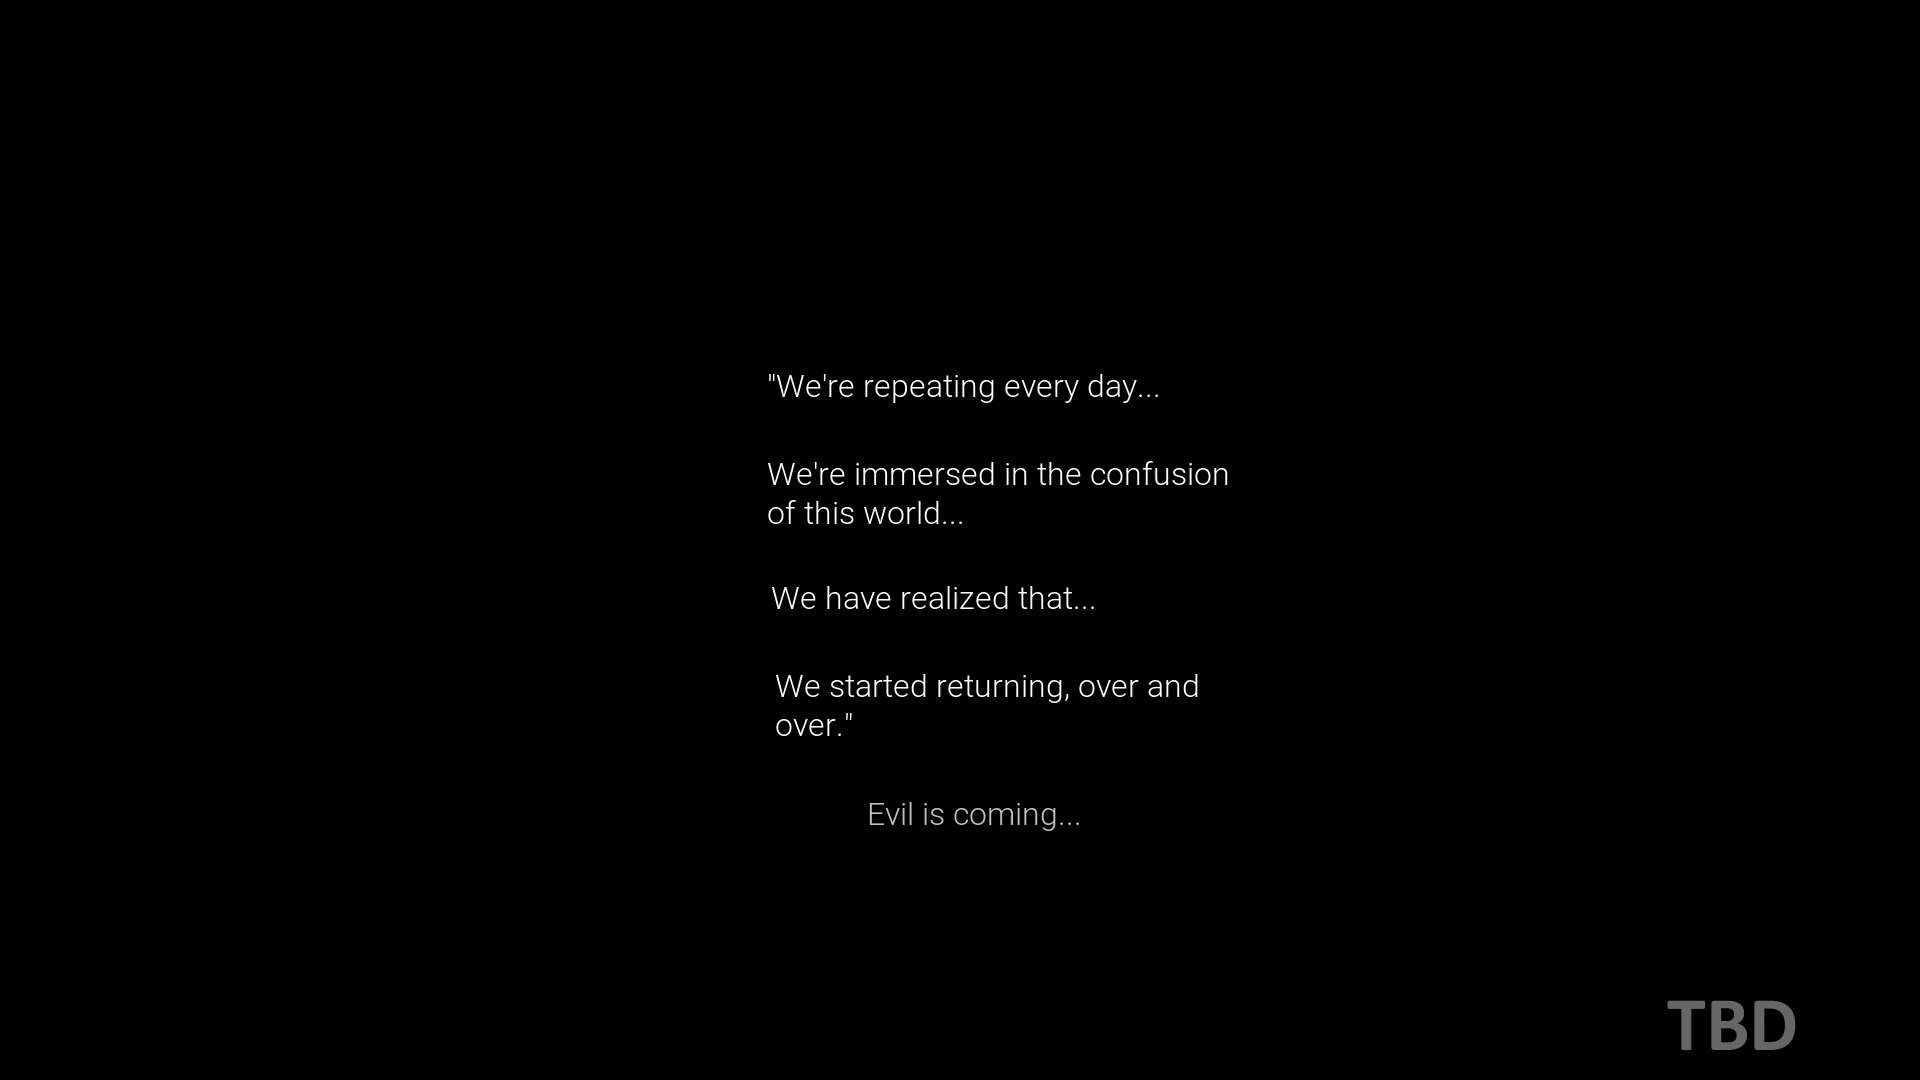 "We're repeating every day...
We're immersed in the confusion
of this world...
We have realized that...
We started returning, over and
over."
Evil is coming...
TBD